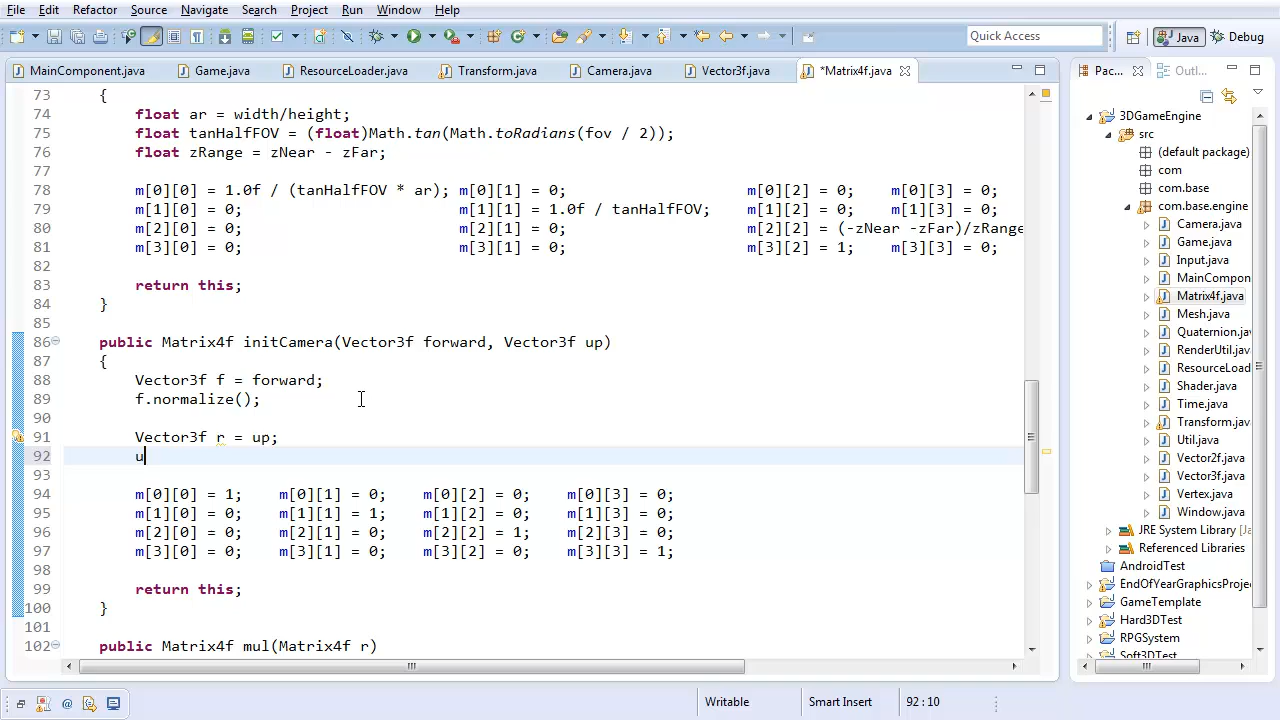 File Edit Refactor Source Navigate Search Project Run Window Help
Quick Access Java Debug
MainComponent.java Game.java ResourceLoader.java Transform.java Camera.java Vector3f.java *Matrix4f.java Pac... Outl...
73 {
74 float ar = width/height;
75 float tanHalfFOV = (float)Math.tan(Math.toRadians(fov / 2));
76 float zRange = zNear - zFar;
77
78 m[0][0] = 1.0f / (tanHalfFOV * ar); m[0][1] = 0; m[0][2] = 0; m[0][3] = 0;
79 m[1][0] = 0; m[1][1] = 1.0f / tanHalfFOV; m[1][2] = 0; m[1][3] = 0;
80 m[2][0] = 0; m[2][1] = 0; m[2][2] = (-zNear -zFar)/zRange
81 m[3][0] = 0; m[3][1] = 0; m[3][2] = 1; m[3][3] = 0;
82
83 return this;
84 }
85
86 public Matrix4f initCamera(Vector3f forward, Vector3f up)
87 {
88 Vector3f f = forward;
89 f.normalize();
90
91 Vector3f r = up;
92 u
93
94 m[0][0] = 1; m[0][1] = 0; m[0][2] = 0; m[0][3] = 0;
95 m[1][0] = 0; m[1][1] = 1; m[1][2] = 0; m[1][3] = 0;
96 m[2][0] = 0; m[2][1] = 0; m[2][2] = 1; m[2][3] = 0;
97 m[3][0] = 0; m[3][1] = 0; m[3][2] = 0; m[3][3] = 1;
98
99 return this;
100 }
101
102 public Matrix4f mul(Matrix4f r)
3DGameEngine
src
(default package)
com
com.base
com.base.engine
Camera.java
Game.java
Input.java
MainCompon
Matrix4f.java
Mesh.java
Quaternion.jav
RenderUtil.java
ResourceLoad
Shader.java
Time.java
Transform.java
Util.java
Vector2f.java
Vector3f.java
Vertex.java
Window.java
JRE System Library [Ja
Referenced Libraries
AndroidTest
EndOfYearGraphicsProjec
GameTemplate
Hard3DTest
RPGSystem
Soft3DTest
Writable Smart Insert 92 : 10